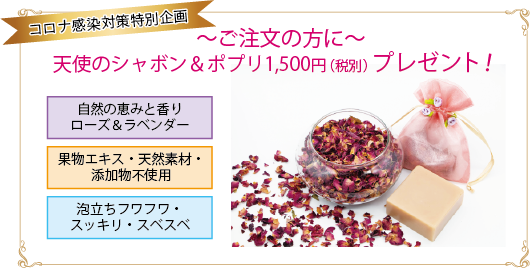 コロナ感染対策特別企画
～ご注文の方に～
天使のシャボン＆ポプリ1,500円（税別）プレゼント！
自然の恵みと香り
ローズ＆ラベンダー
果物エキス・天然素材・
添加物不使用
泡立ちフワフワ・
スッキリ・スベスベ